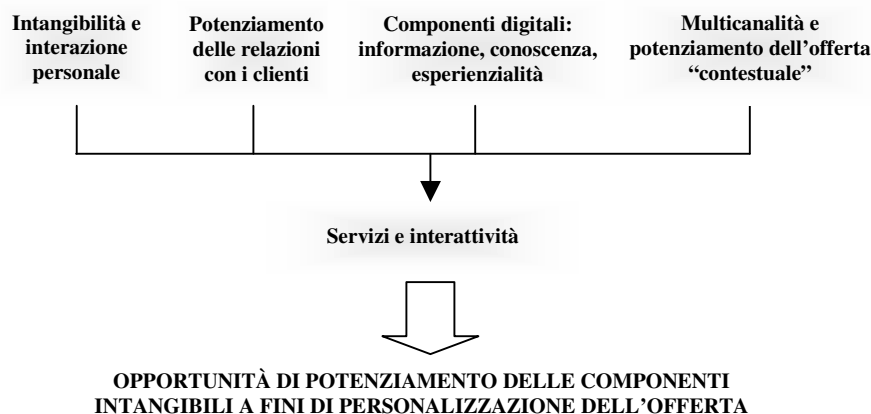 Intangibilità e
interazione
personale
Potenziamento
delle relazioni
con i clienti
Componenti digitali:
informazione, conoscenza,
esperienzialità
Multicanalità e
potenziamento dell’offerta
“contestuale”
Servizi e interattività
OPPORTUNITÀ DI POTENZIAMENTO DELLE COMPONENTI
INTANGIBILI A FINI DI PERSONALIZZAZIONE DELL’OFFERTA